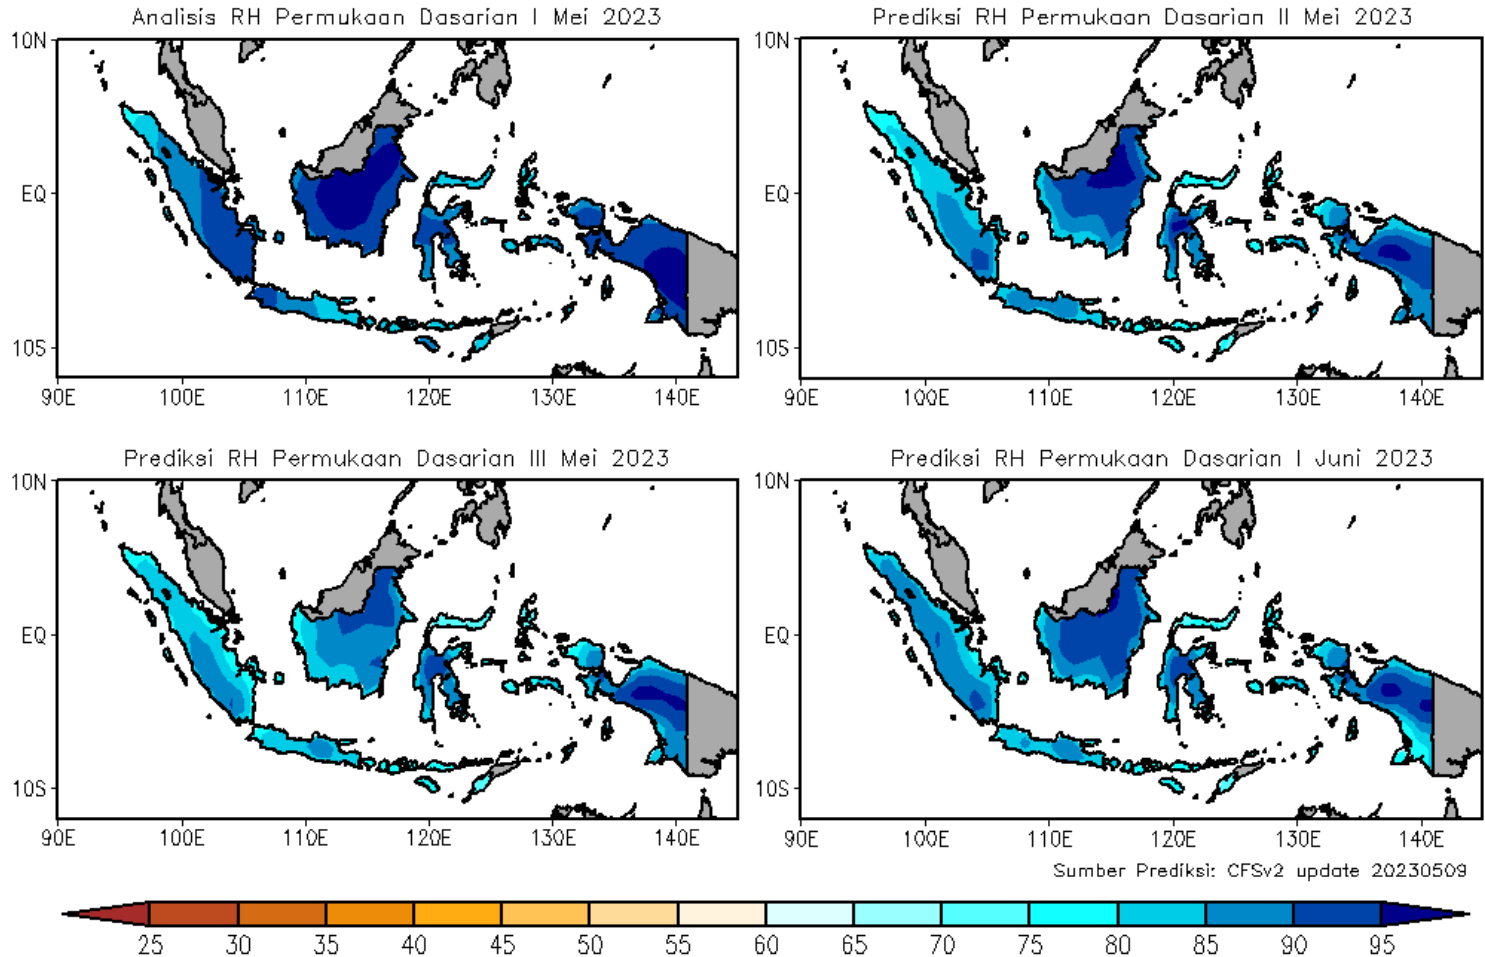 Analisis RH Permukaan Dasarian I Mei 2023
10N
EQ
10S
90E 100E 110E 120E 130E 140E
Prediksi RH Permukaan Dasarian II Mei 2023
10N
EQ
10S
90E 100E 110E 120E 130E 140E
Prediksi RH Permukaan Dasarian III Mei 2023
10N
EQ
10S
90E 100E 110E 120E 130E 140E
Prediksi RH Permukaan Dasarian I Juni 2023
10N
EQ
10S
90E 100E 110E 120E 130E 140E
Sumber Prediksi: CFSv2 update 20230509
25 30 35 40 45 50 55 60 65 70 75 80 85 90 95